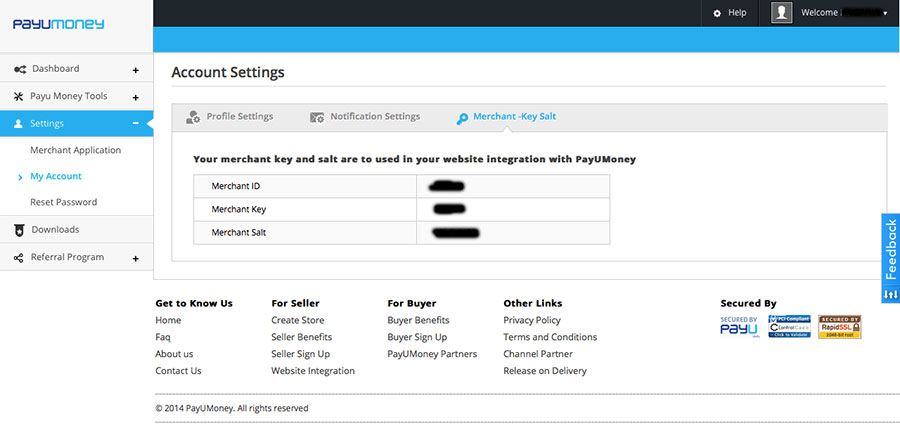 PAYUMONEY
Help
Welcome
Dashboard
Payu Money Tools
Settings
Merchant Application
My Account
Reset Password
Downloads
Referral Program
Account Settings
Profile Settings
Notification Settings
Merchant -Key Salt
Your merchant key and salt are to used in your website integration with PayUMoney
Merchant ID
Merchant Key
Merchant Salt
Feedback
Get to Know Us
Home
Faq
About us
Contact Us
For Seller
Create Store
Seller Benefits
Seller Sign Up
Website Integration
For Buyer
Buyer Benefits
Buyer Sign Up
PayUMoney Partners
Other Links
Privacy Policy
Terms and Conditions
Channel Partner
Release on Delivery
Secured By
SECURED BY
PAYU
PCI Compliant
Control Case
Click to Validate
SECURED BY
RapidSSL
2048-bit root
© 2014 PayUMoney. All rights reserved